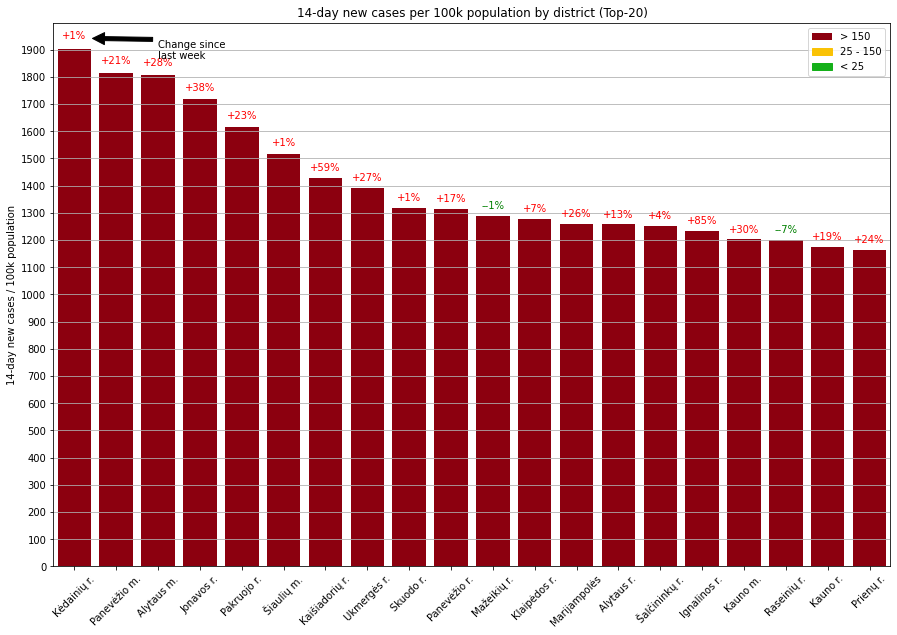 14-day new cases per 100k population by district (Top-20)
> 150
25 - 150
< 25
Change since
last week
+1%
+21%
+28%
+38%
+23%
+1%
+59%
+27%
+1%
+17%
−1%
+7%
+26%
+13%
+4%
+85%
+30%
−7%
+19%
+24%
14-day new cases / 100k population
1900
1800
1700
1600
1500
1400
1300
1200
1100
1000
900
800
700
600
500
400
300
200
100
0
Kėdainių r.
Panevėžio m.
Alytaus m.
Jonavos r.
Pakruojo r.
Šiaulių m.
Kaišiadorių r.
Ukmergės r.
Skuodo r.
Panevėžio r.
Mažeikių r.
Klaipėdos r.
Marijampolės
Alytaus r.
Šalčininkų r.
Ignalinos r.
Kauno m.
Raseinių r.
Kauno r.
Prienų r.